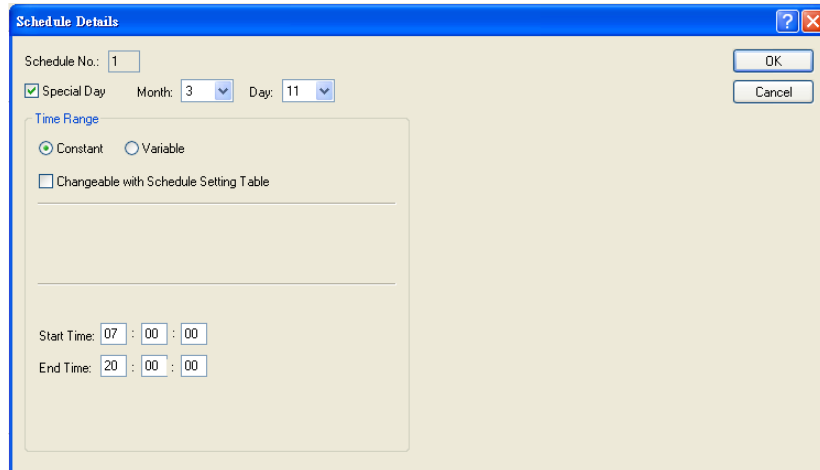 Schedule Details
Schedule No.: 1
OK
Special Day Month: 3 Day: 11
Cancel
Time Range
Constant Variable
Changeable with Schedule Setting Table
Start Time: 07 : 00 : 00
End Time: 20 : 00 : 00